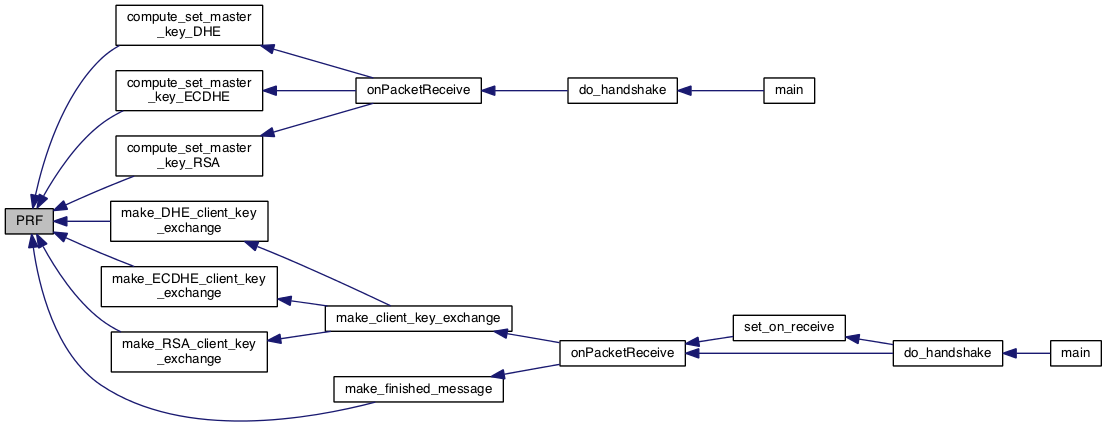 compute_set_master
_key_DHE
compute_set_master
_key_ECDHE
onPacketReceive
do_handshake
main
compute_set_master
_key_RSA
PRF
make_DHE_client_key
_exchange
make_ECDHE_client_key
_exchange
make_client_key_exchange
make_RSA_client_key
_exchange
set_on_receive
onPacketReceive
do_handshake
main
make_finished_message